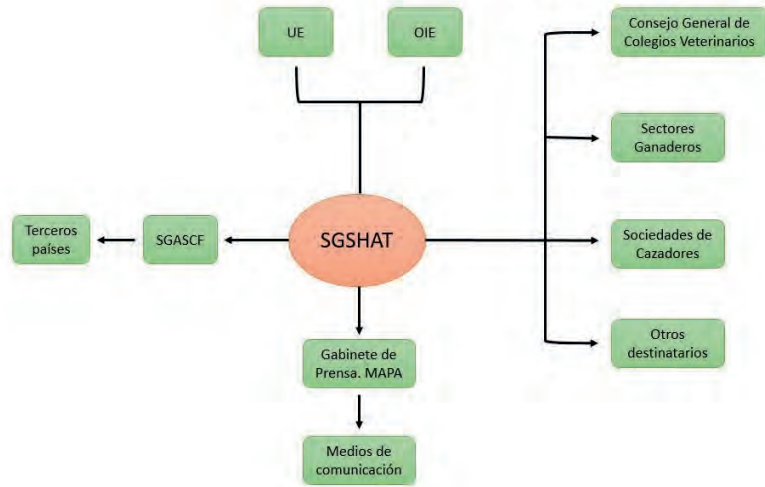 UE
OIE
Consejo General de
Colegios Veterinarios
Sectores
Ganaderos
Terceros
países
SGASCF
SGSHAT
Sociedades de
Cazadores
Otros
destinatarios
Gabinete de
Prensa. MAPA
Medios de
comunicación